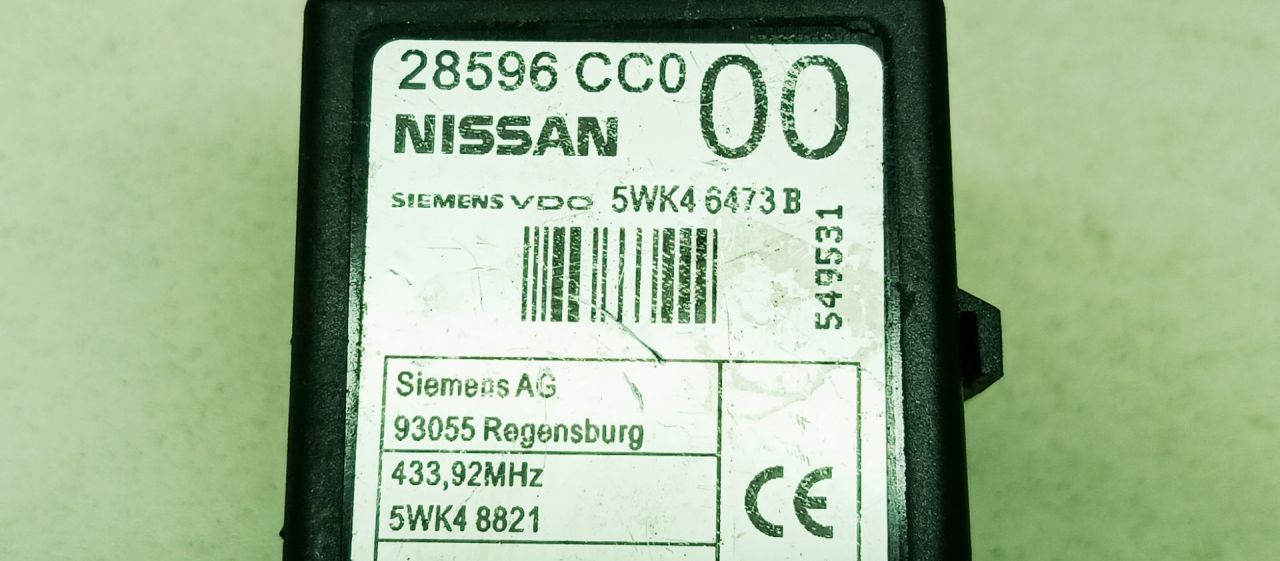 28596 CC0 00
NISSAN
SIEMENS VDO 5WK4 6473 B
549531
Siemens AG
93055 Regensburg
433,92MHz
5WK4 8821
CE